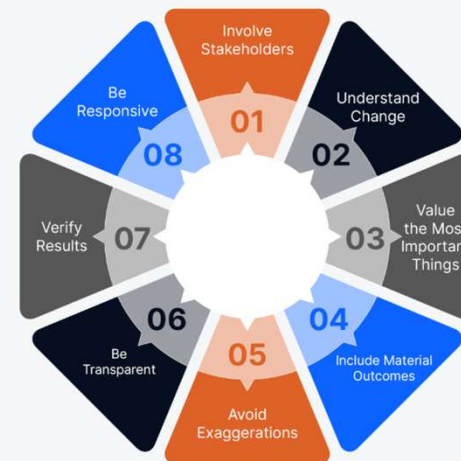 01
Involve
Stakeholders
02
Understand
Change
03
Value
the Mos
Importan
Things
04
Include Material
Outcomes
05
Avoid
Exaggerations
06
Be
Transparent
07
Verify
Results
08
Be
Responsive